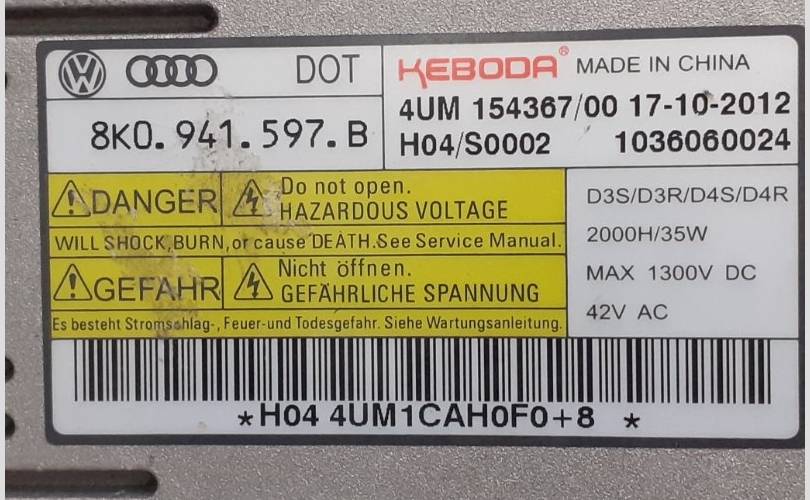 DOT
8K0.941.597.B
KEBODA® MADE IN CHINA
4UM 154367/00 17-10-2012
H04/S0002 1036060024
DANGER
Do not open.
HAZARDOUS VOLTAGE
WILL SHOCK,BURN,or cause DEATH.See Service Manual.
GEFAHR
Nicht öffnen.
GEFÄHRLICHE SPANNUNG
Es besteht Stromschlag-, Feuer-und Todesgefahr. Siehe Wartungsanleitung.
D3S/D3R/D4S/D4R
2000H/35W
MAX 1300V DC
42V AC
*H04 4UM1CAH0F0+8 *